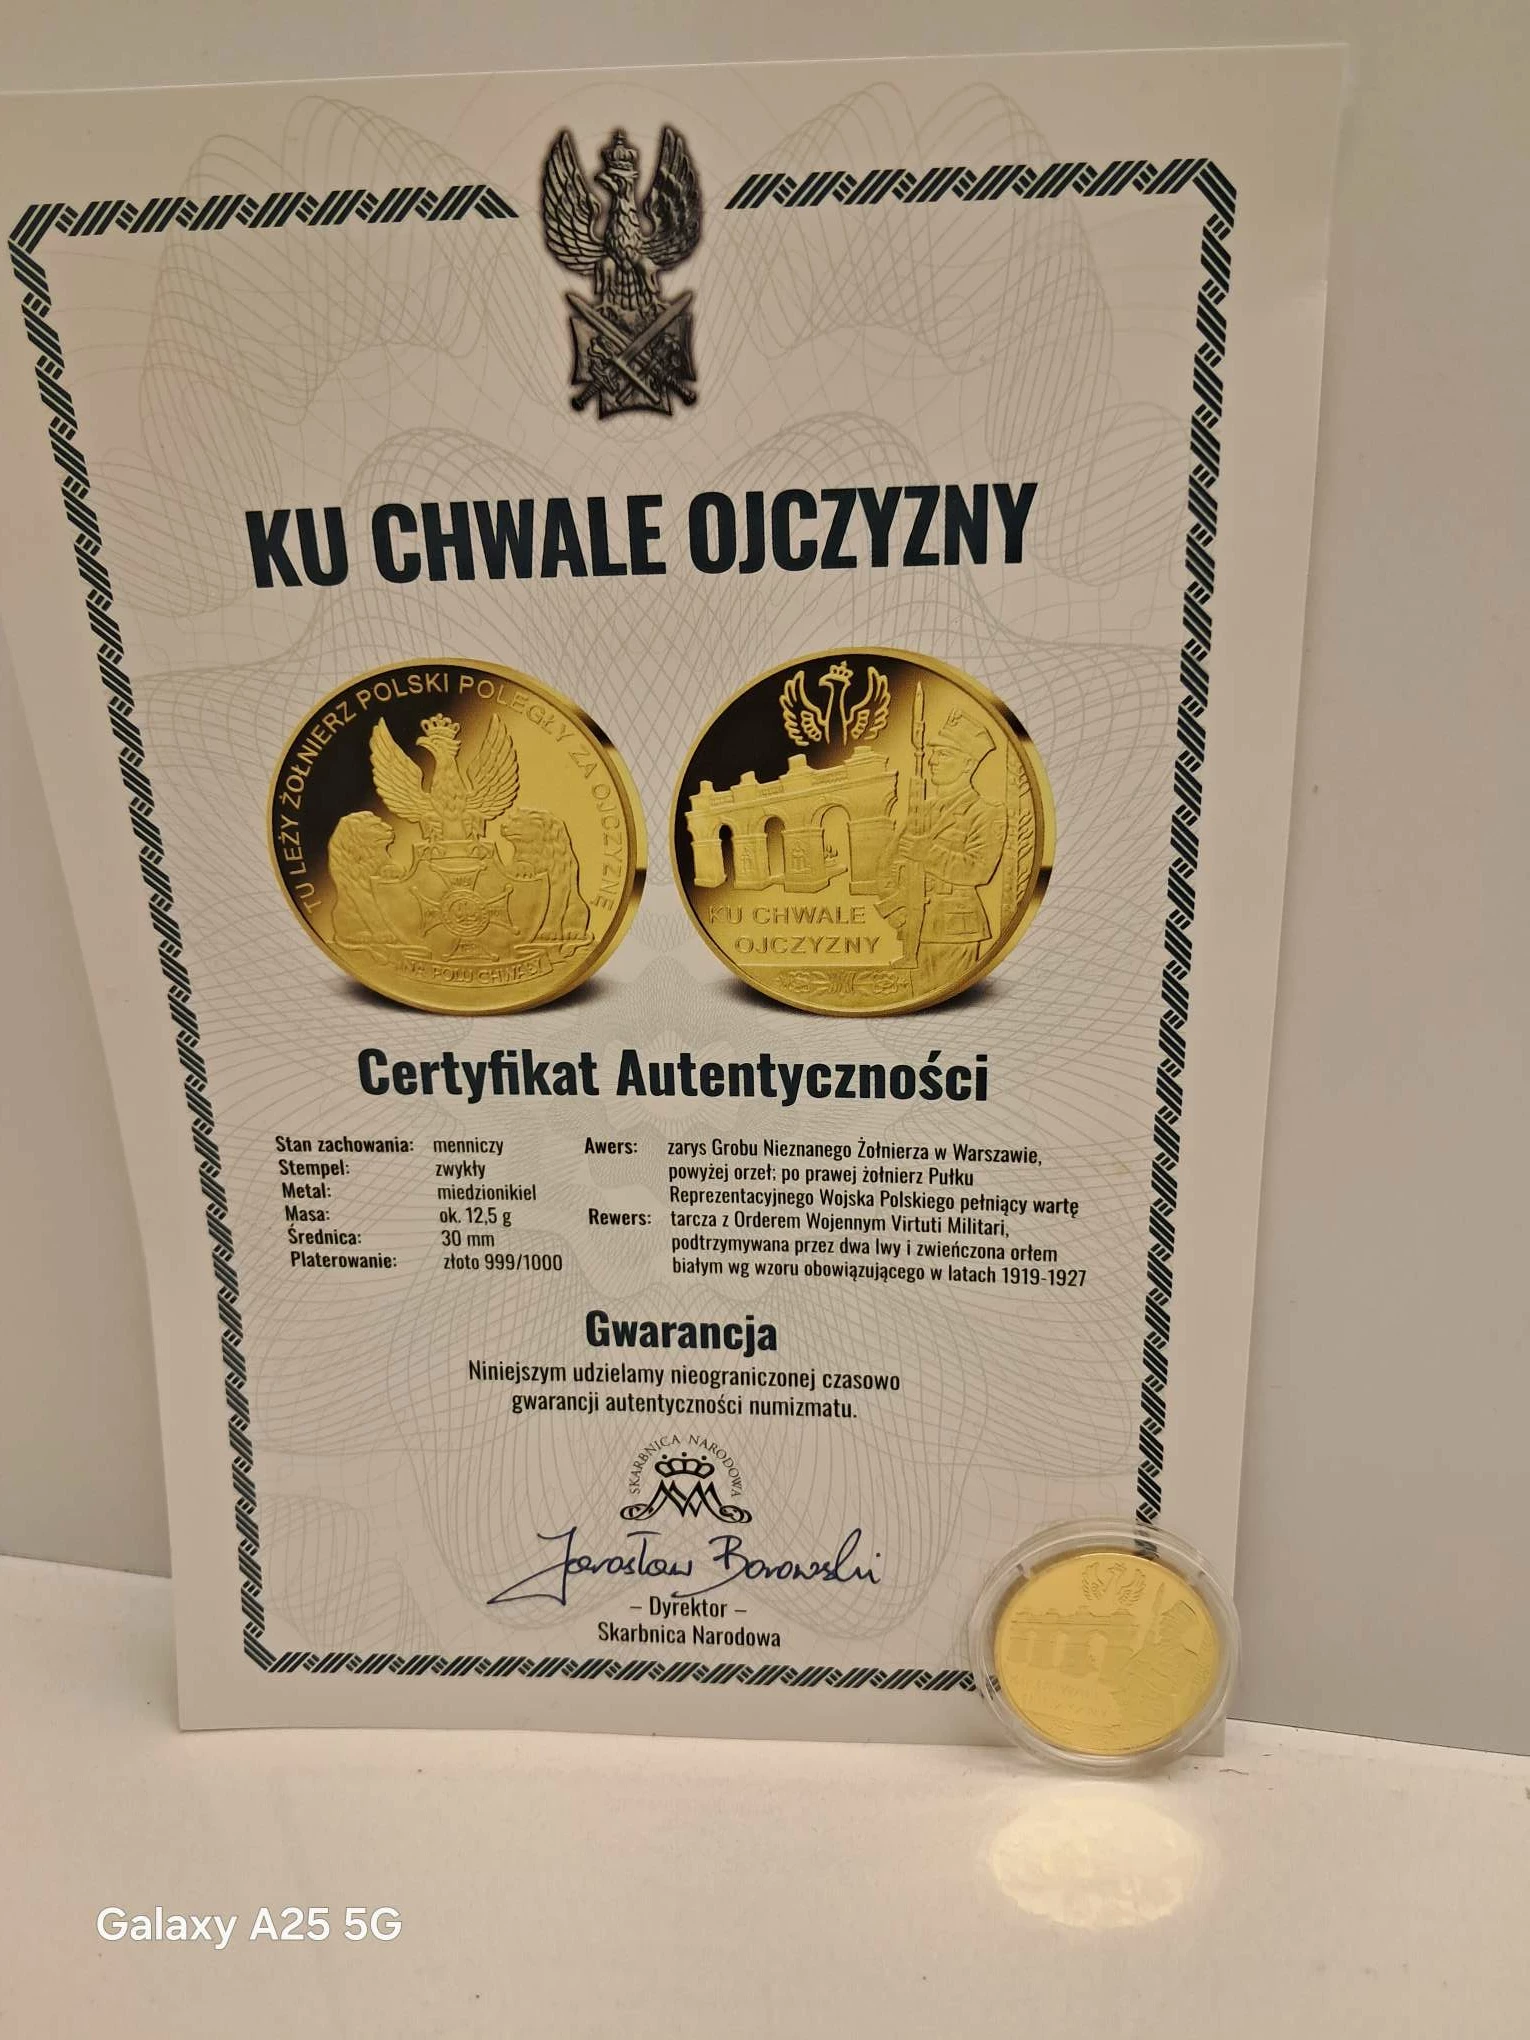 KU CHWALE OJCZYZNY
TU LEŻY ŻOŁNIERZ POLSKI POLEGŁY ZA OJCZYZNĘ
NA POLU CHWAŁY
KU CHWALE
OJCZYZNY
Certyfikat Autentyczności
Stan zachowania: menniczy
Stempel: zwykły
Metal: miedzionikiel
Masa: ok. 12,5 g
Średnica: 30 mm
Platerowanie: złoto 999/1000
Awers: zarys Grobu Nieznanego Żołnierza w Warszawie,
powyżej orzeł; po prawej żołnierz Pułku
Reprezentacyjnego Wojska Polskiego pełniący wartę
Rewers: tarcza z Orderem Wojennym Virtuti Militari,
podtrzymywana przez dwa lwy i zwieńczona orłem
białym wg wzoru obowiązującego w latach 1919-1927
Gwarancja
Niniejszym udzielamy nieograniczonej czasowo
gwarancji autentyczności numizmatu.
SKARBNICA NARODOWA
Jarosław Borowski
– Dyrektor –
Skarbnica Narodowa
Galaxy A25 5G